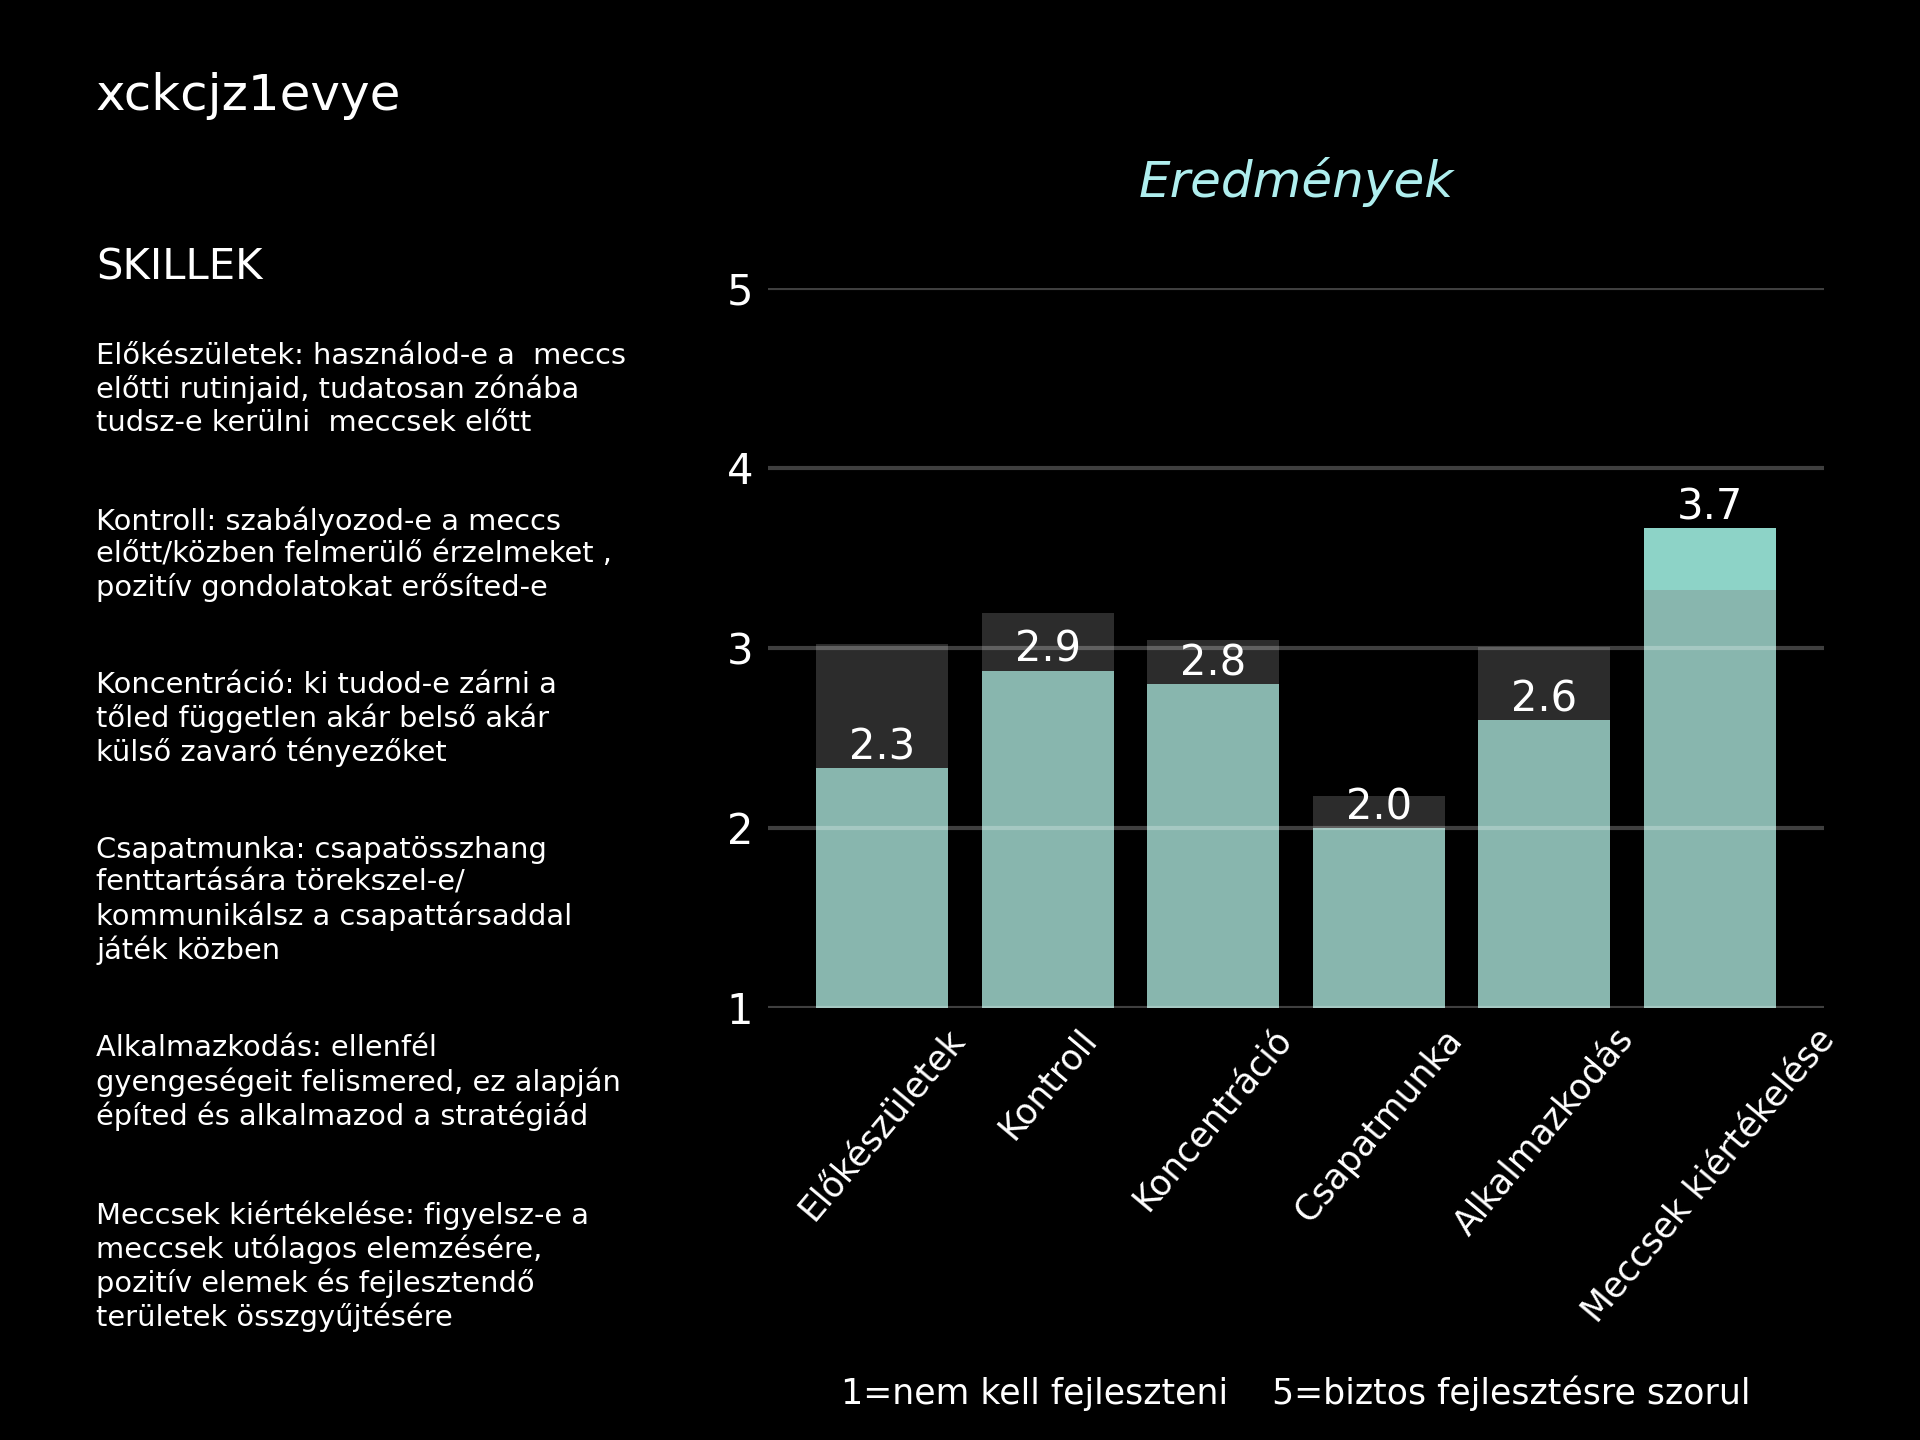 xckcjz1evye
SKILLEK
Előkészületek: használod-e a  meccs
előtti rutinjaid, tudatosan zónába
tudsz-e kerülni  meccsek előtt
Kontroll: szabályozod-e a meccs
előtt/közben felmerülő érzelmeket ,
pozitív gondolatokat erősíted-e
Koncentráció: ki tudod-e zárni a
tőled független akár belső akár
külső zavaró tényezőket
Csapatmunka: csapatösszhang
fenttartására törekszel-e/
kommunikálsz a csapattársaddal
játék közben
Alkalmazkodás: ellenfél
gyengeségeit felismered, ez alapján
építed és alkalmazod a stratégiád
Meccsek kiértékelése: figyelsz-e a
meccsek utólagos elemzésére,
pozitív elemek és fejlesztendő
területek összgyűjtésére
Eredmények
5
4
3
2
1
2.3
2.9
2.8
2.0
2.6
3.7
Előkészületek
Kontroll
Koncentráció
Csapatmunka
Alkalmazkodás
Meccsek kiértékelése
1=nem kell fejleszteni    5=biztos fejlesztésre szorul